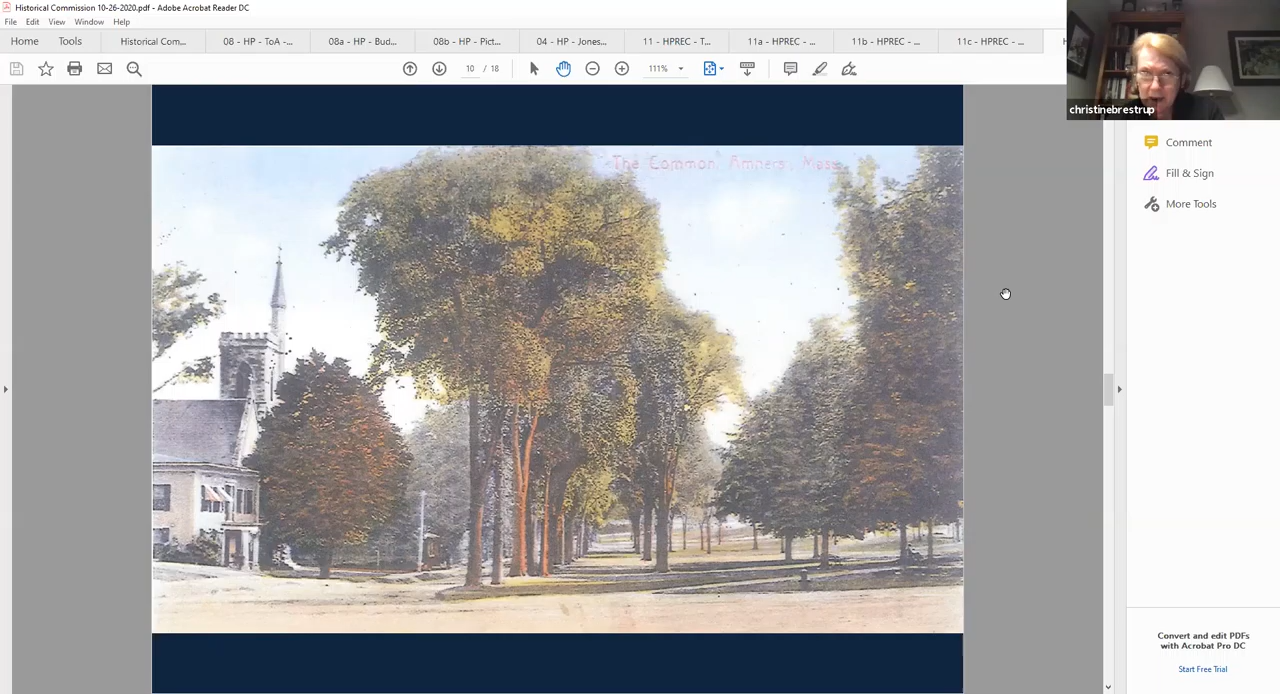 Historical Commission 10-26-2020.pdf - Adobe Acrobat Reader DC
File Edit View Window Help
Home Tools Historical Com... 08 - HP - ToA -... 08a - HP - Bud... 08b - HP - Pict... 04 - HP - Jones... 11 - HPREC - T... 11a - HPREC - ... 11b - HPREC - ... 11c - HPREC - ...
10 / 18 111%
christinebrestrup
The Common, Amherst, Mass.
Comment
Fill & Sign
More Tools
Convert and edit PDFs
with Acrobat Pro DC
Start Free Trial